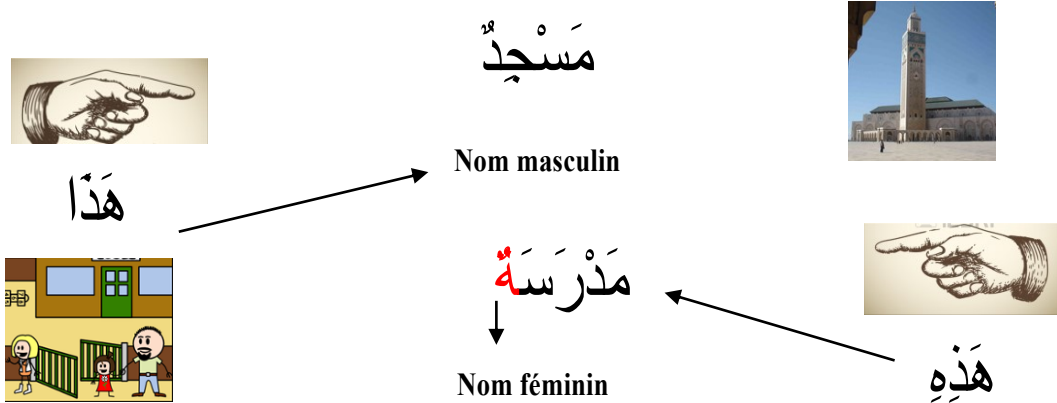 مَسْجِدٌ
Nom masculin
هَذَا
مَدْرَسَةٌ
هَذِهِ
Nom féminin